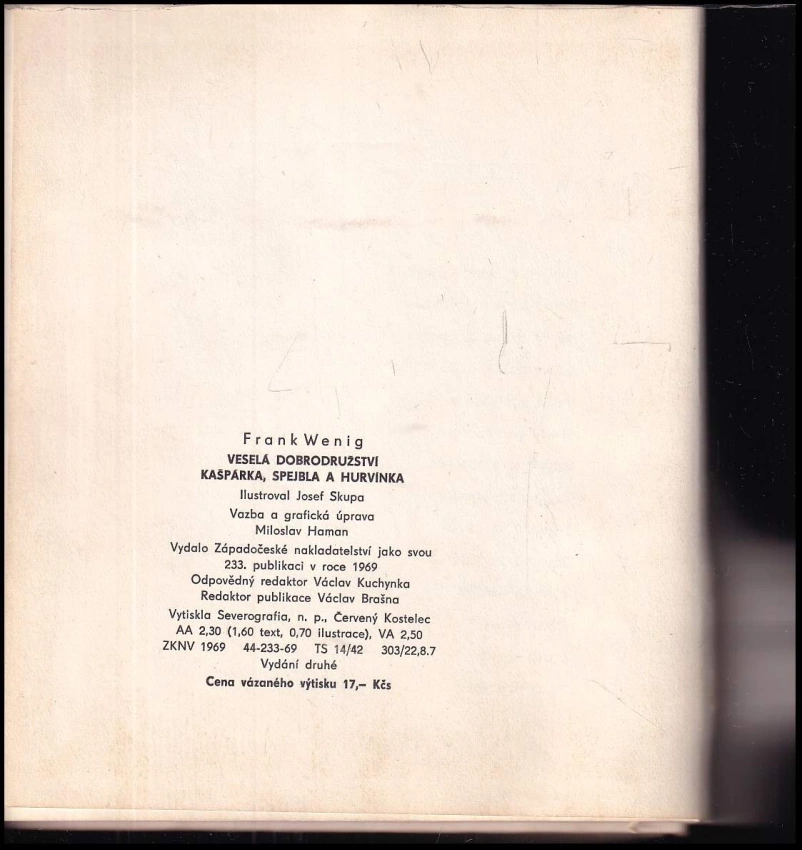 Frank Wenig
VESELÁ DOBRODRUŽSTVÍ
KAŠPÁRKA, SPEJBLA A HURVÍNKA
Ilustroval Josef Skupa
Vazba a grafická úprava
Miloslav Haman
Vydalo Západočeské nakladatelství jako svou
233. publikaci v roce 1969
Odpovědný redaktor Václav Kuchynka
Redaktor publikace Václav Brašna
Vytiskla Severografia, n. p., Červený Kostelec
AA 2,30 (1,60 text, 0,70 ilustrace), VA 2,50
ZKNV 1969 44-233-69 TS 14/42 303/22,8.7
Vydání druhé
Cena vázaného výtisku 17,– Kčs